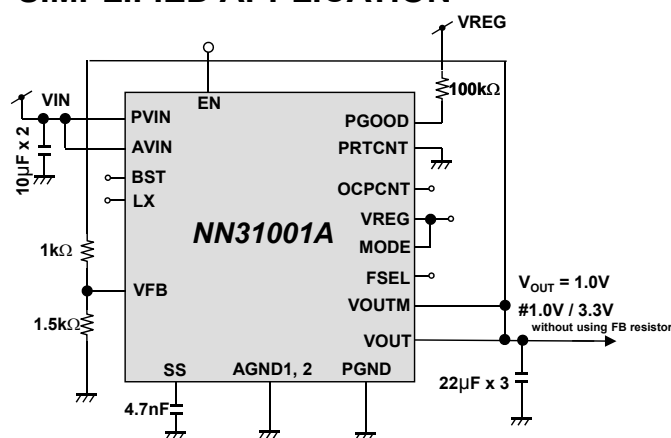 SIMPLIFIED APPLICATION
VREG
100kΩ
VIN
10µF x 2
EN
PVIN
AVIN
BST
LX
PGOOD
PRTCNT
OCPCNT
VREG
MODE
FSEL
VOUTM
VOUT
NN31001A
1kΩ
VFB
1.5kΩ
SS
AGND1, 2
PGND
4.7nF
VOUT = 1.0V
#1.0V / 3.3V
without using FB resistor
22µF x 3